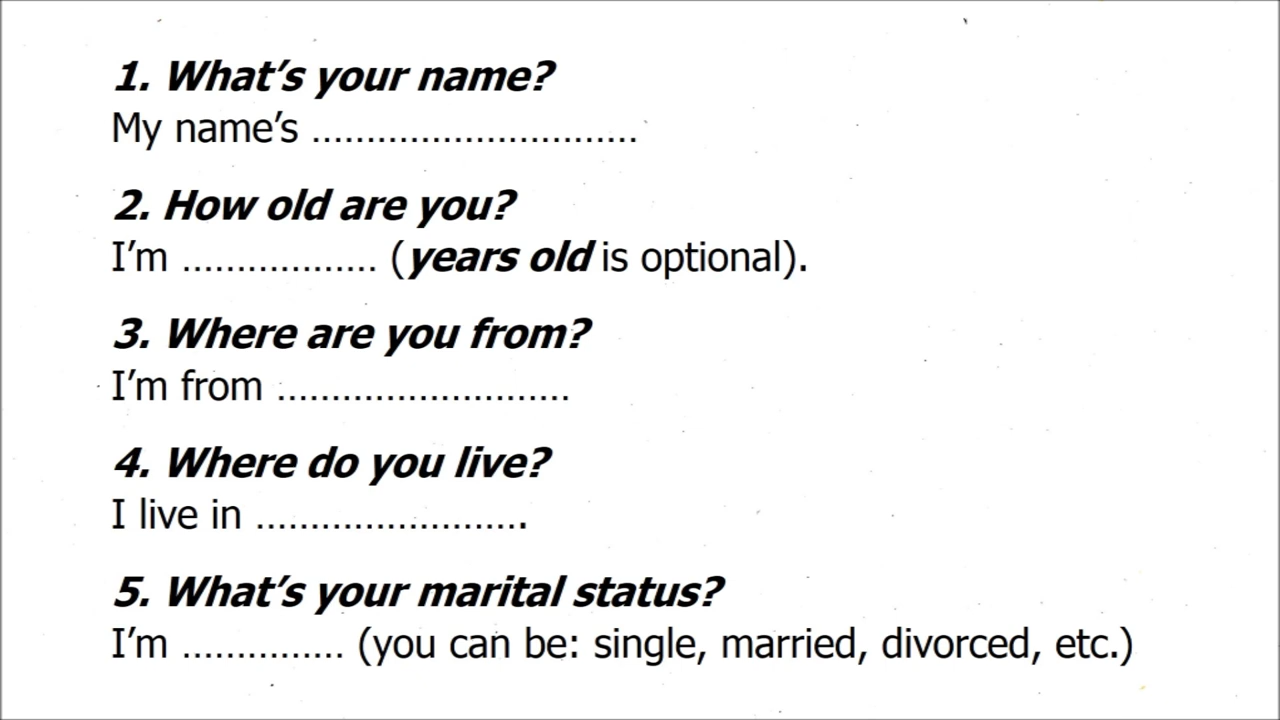 1. What’s your name?
My name’s ..............................
2. How old are you?
I’m .................. (years old is optional).
3. Where are you from?
I’m from ...........................
4. Where do you live?
I live in .........................
5. What’s your marital status?
I’m ............... (you can be: single, married, divorced, etc.)